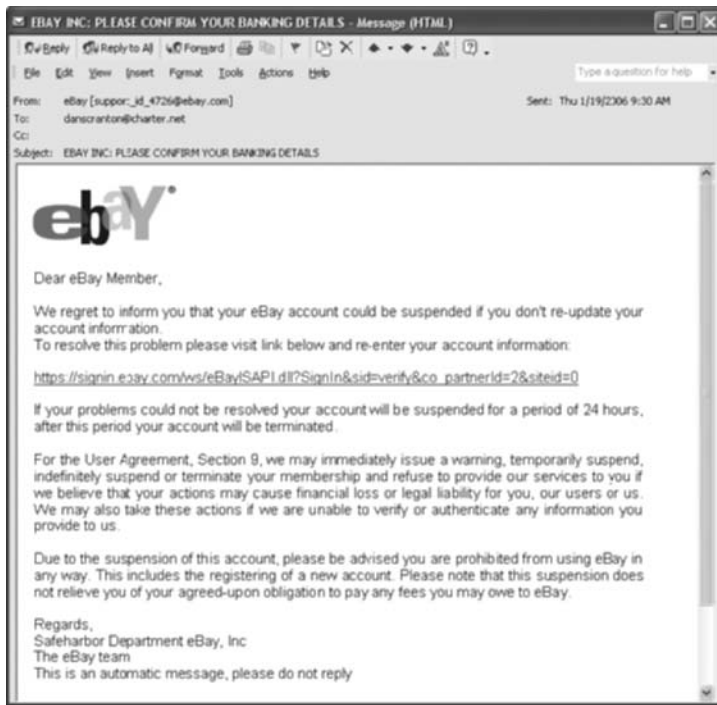 EBAY INC: PLEASE CONFIRM YOUR BANKING DETAILS - Message (HTML)
Reply Reply to All Forward
File Edit View Insert Format Tools Actions Help Type a question for help
From: eBay [suppor:_id_4726@ebay.com] Sent: Thu 1/19/2006 9:30 AM
To: danscranton@charter.net
Cc:
Subject: EBAY INC: PLEASE CONFIRM YOUR BANKING DETAILS
ebaY®
Dear eBay Member,
We regret to inform you that your eBay account could be suspended if you don't re-update your
account information.
To resolve this problem please visit link below and re-enter your account information:
https://signin.ebay.com/ws/eBayISAPI.dll?SignIn&sid=verify&co_partnerId=2&siteid=0
If your problems could not be resolved your account will be suspended for a period of 24 hours,
after this period your account will be terminated.
For the User Agreement, Section 9, we may immediately issue a warning, temporarily suspend,
indefinitely suspend or terminate your membership and refuse to provide our services to you if
we believe that your actions may cause financial loss or legal liability for you, our users or us.
We may also take these actions if we are unable to verify or authenticate any information you
provide to us.
Due to the suspension of this account, please be advised you are prohibited from using eBay in
any way. This includes the registering of a new account. Please note that this suspension does
not relieve you of your agreed-upon obligation to pay any fees you may owe to eBay.
Regards,
Safeharbor Department eBay, Inc
The eBay team
This is an automatic message, please do not reply